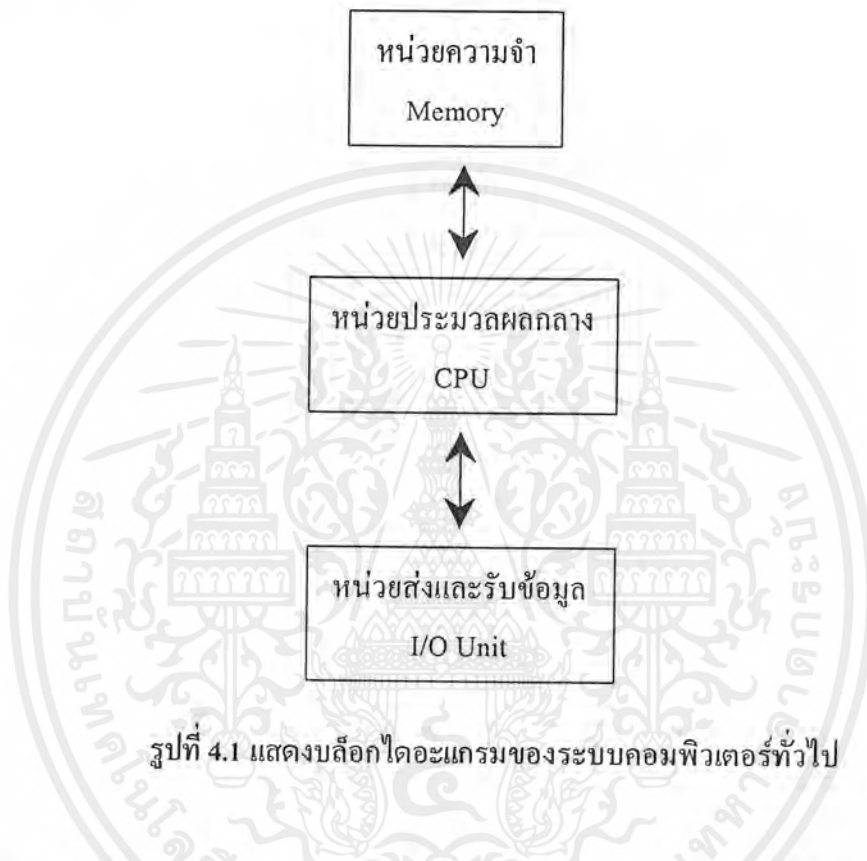 หน่วยความจำ
Memory
หน่วยประมวลผลกลาง
CPU
หน่วยส่งและรับข้อมูล
I/O Unit
รูปที่ 4.1 แสดงบล็อกไดอะแกรมของระบบคอมพิวเตอร์ทั่วไป